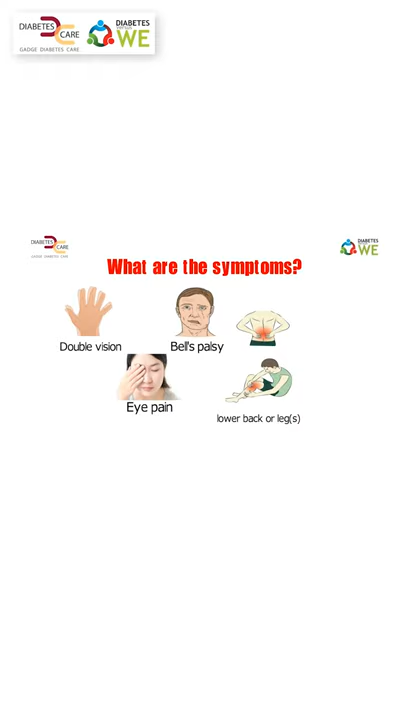 DIABETES
CARE
GADGE DIABETES CARE
DIABETES
WE
DIABETES
CARE
GADGE DIABETES CARE
DIABETES
WE
What are the symptoms?
Double vision
Bell's palsy
Eye pain
lower back or leg(s)